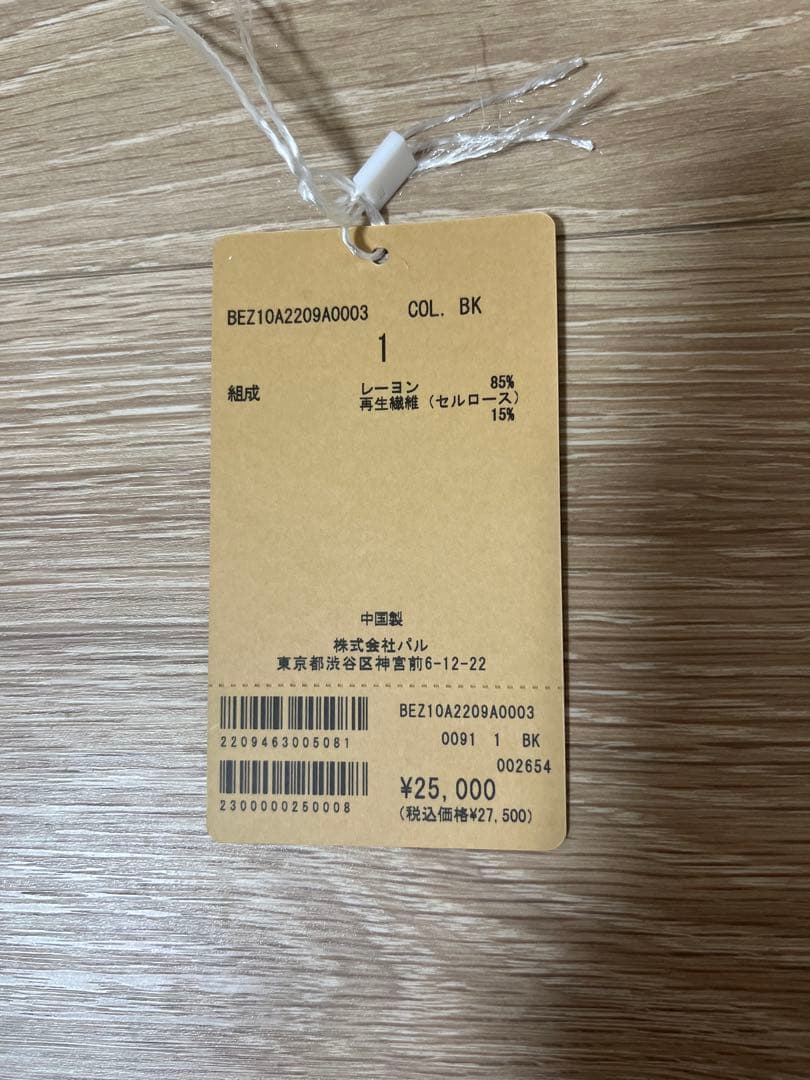 BEZ10A2209A0003 COL. BK
1
組成 レーヨン 85%
再生繊維（セルロース）
15%
中国製
株式会社パル
東京都渋谷区神宮前6-12-22
BEZ10A2209A0003
2209463005081 0091 1 BK
002654
¥25,000
2300000250008 (税込価格¥27,500)